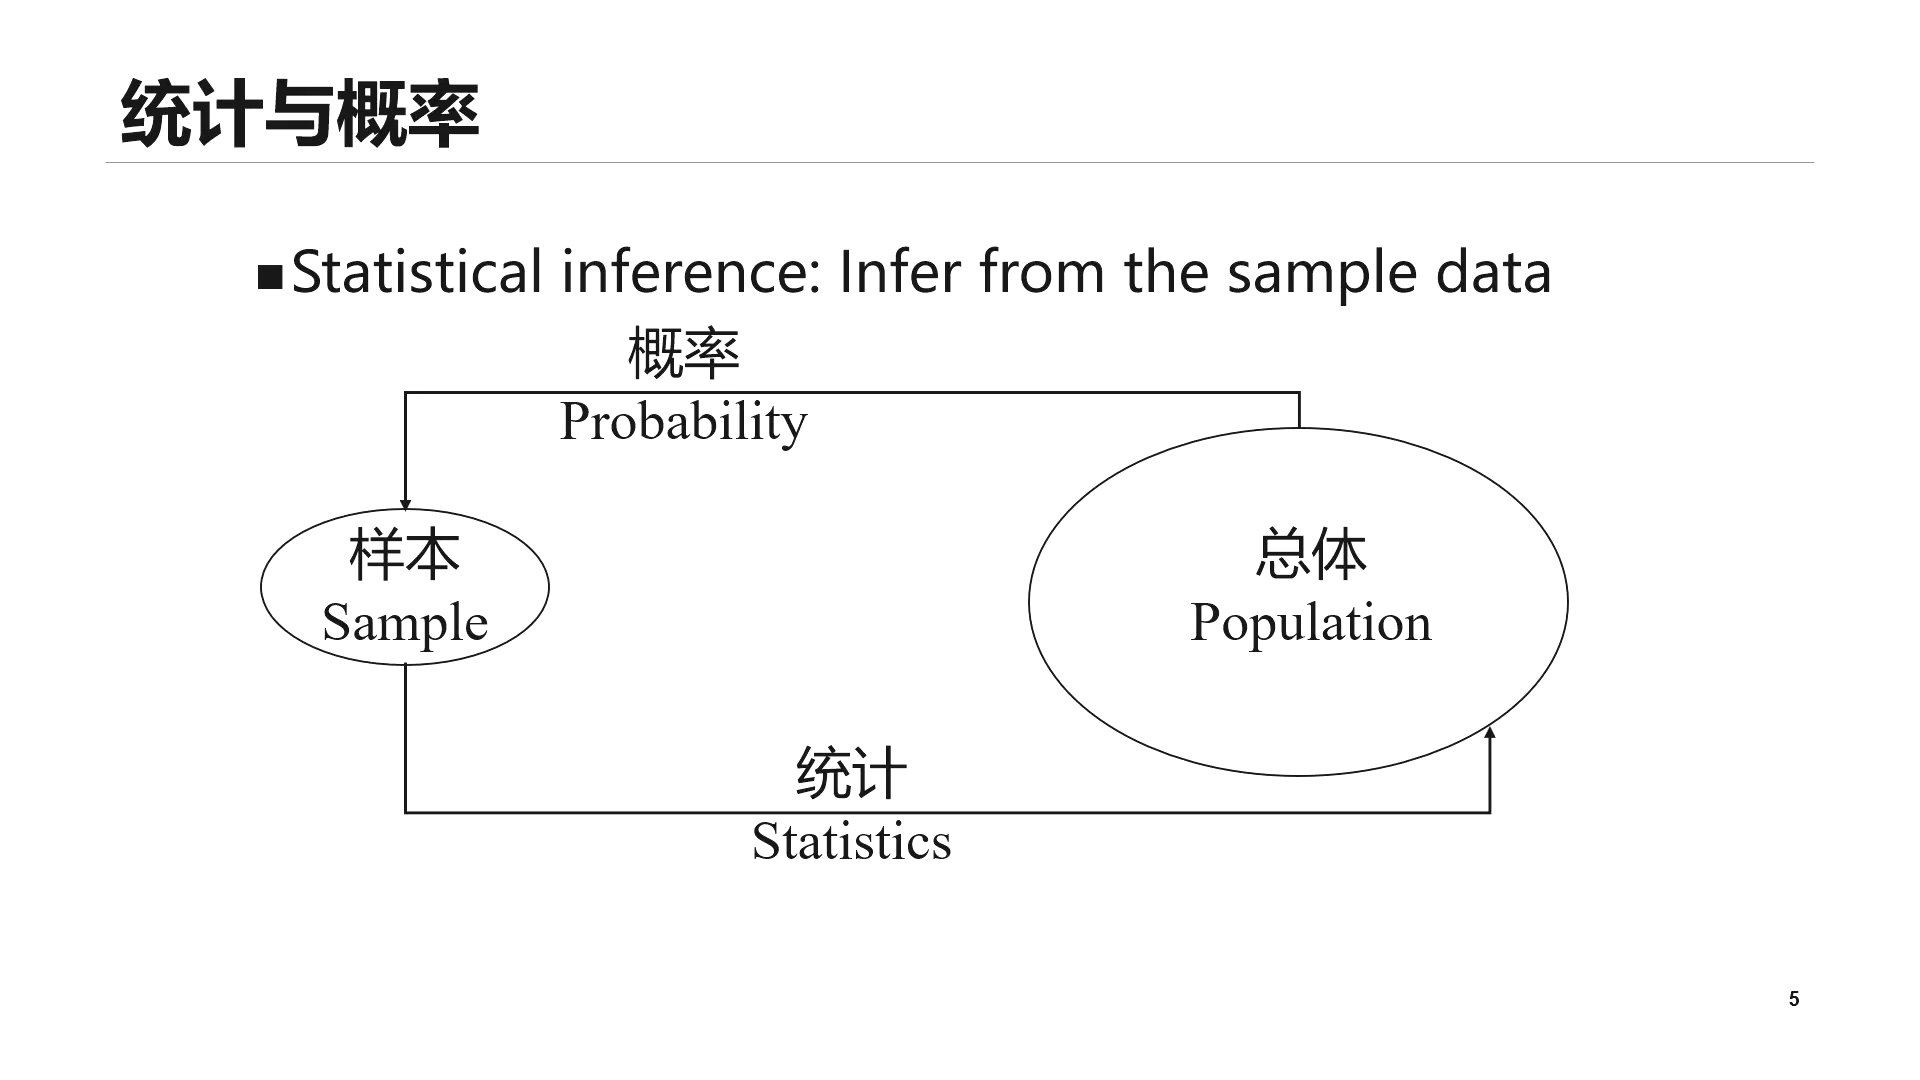 统计与概率
■Statistical inference: Infer from the sample data
概率
Probability
样本
Sample
总体
Population
统计
Statistics
5